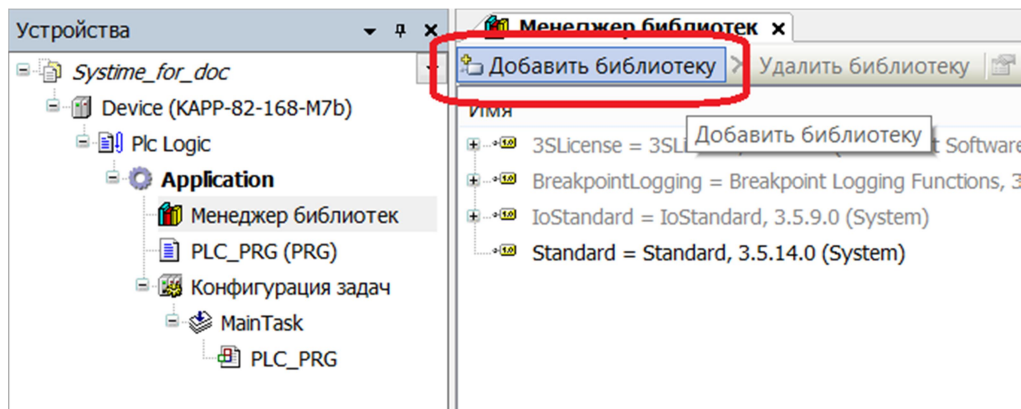 Устройства
Systime_for_doc
Device (KAPP-82-168-M7b)
Plc Logic
Application
Менеджер библиотек
PLC_PRG (PRG)
Конфигурация задач
MainTask
PLC_PRG
Менеджер библиотек
Добавить библиотеку Удалить библиотеку
Имя
Добавить библиотеку
3SLicense = 3SLi t Software
BreakpointLogging = Breakpoint Logging Functions, 3
IoStandard = IoStandard, 3.5.9.0 (System)
Standard = Standard, 3.5.14.0 (System)